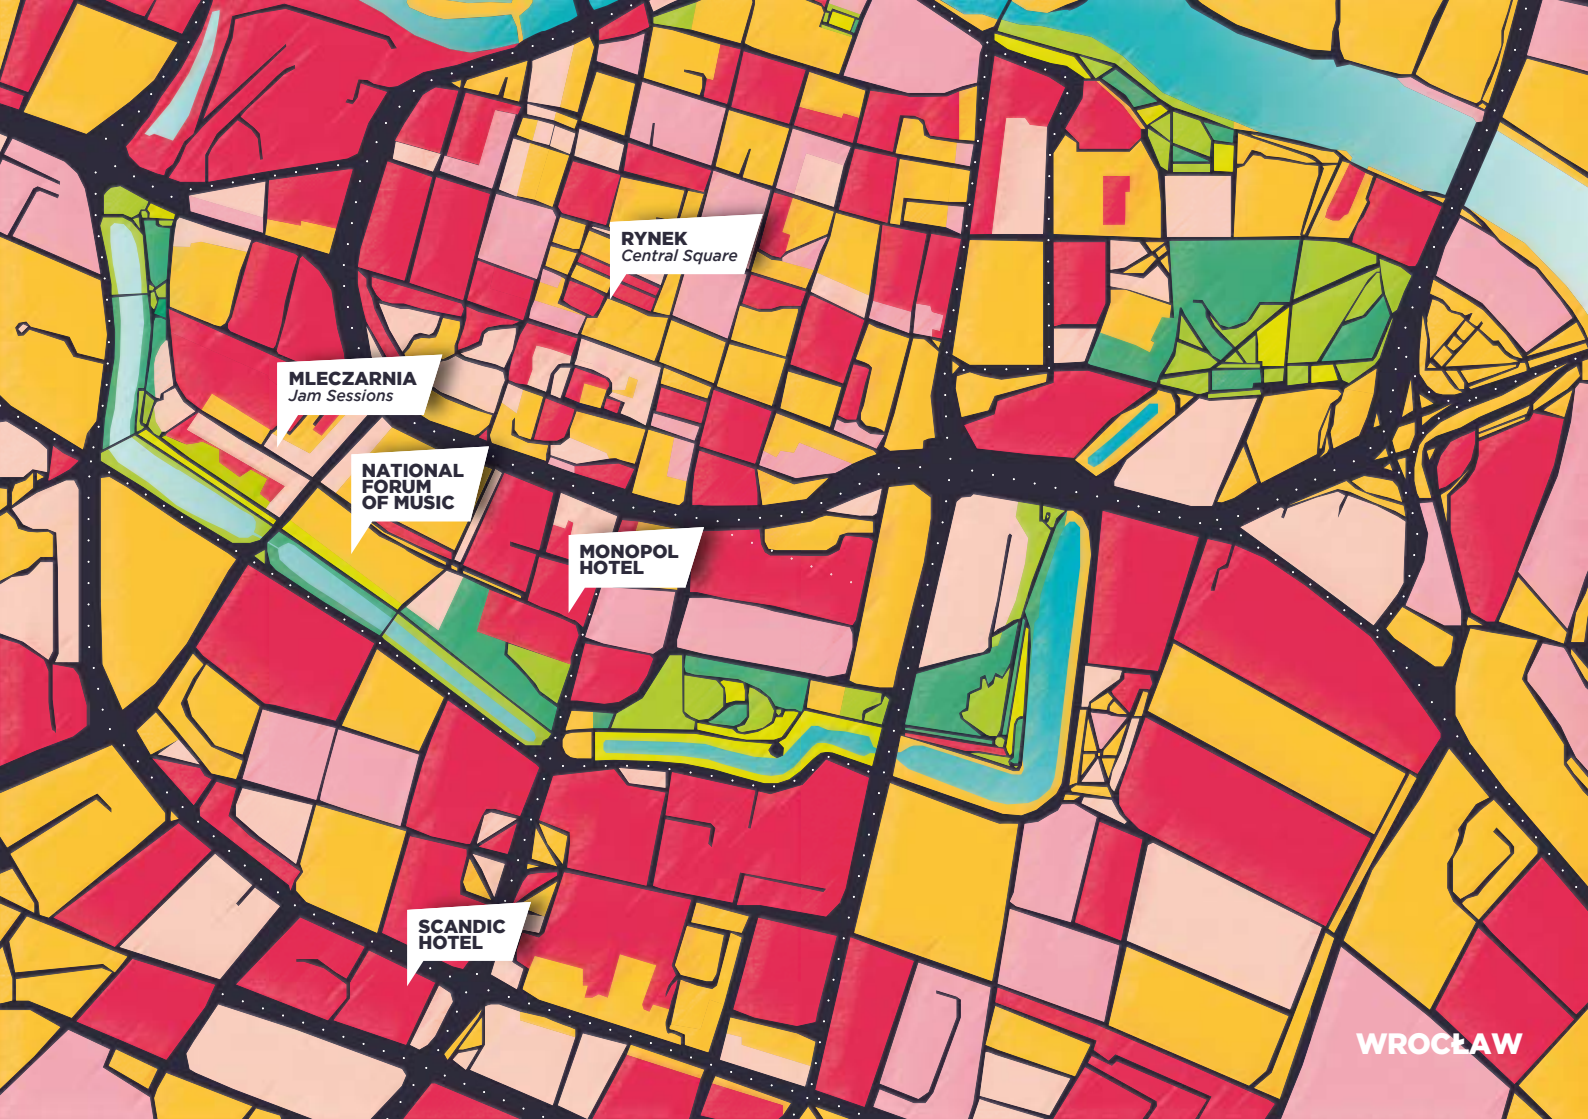 RYNEK
Central Square
MLECZARNIA
Jam Sessions
NATIONAL
FORUM
OF MUSIC
MONOPOL
HOTEL
SCANDIC
HOTEL
WROCŁAW